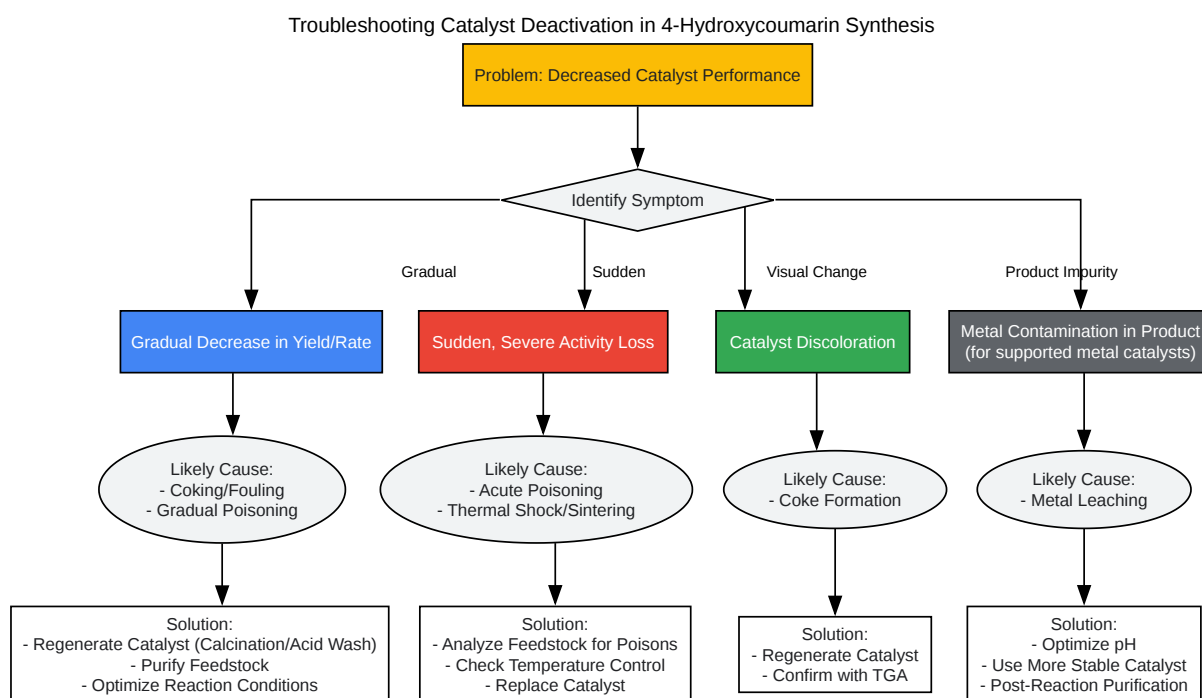 Troubleshooting Catalyst Deactivation in 4-Hydroxycoumarin Synthesis
Problem: Decreased Catalyst Performance
Identify Symptom
Gradual
Sudden
Visual Change
Product Impurity
Gradual Decrease in Yield/Rate
Sudden, Severe Activity Loss
Catalyst Discoloration
Metal Contamination in Product
(for supported metal catalysts)
Likely Cause:
- Coking/Fouling
- Gradual Poisoning
Likely Cause:
- Acute Poisoning
- Thermal Shock/Sintering
Likely Cause:
- Coke Formation
Likely Cause:
- Metal Leaching
Solution:
- Regenerate Catalyst (Calcination/Acid Wash)
- Purify Feedstock
- Optimize Reaction Conditions
Solution:
- Analyze Feedstock for Poisons
- Check Temperature Control
- Replace Catalyst
Solution:
- Regenerate Catalyst
- Confirm with TGA
Solution:
- Optimize pH
- Use More Stable Catalyst
- Post-Reaction Purification